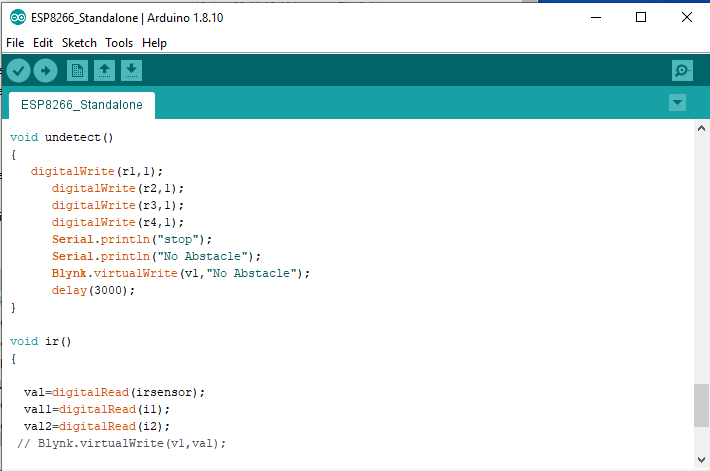 ESP8266_Standalone | Arduino 1.8.10
File Edit Sketch Tools Help
ESP8266_Standalone
void undetect()
{
digitalWrite(r1,1);
digitalWrite(r2,1);
digitalWrite(r3,1);
digitalWrite(r4,1);
Serial.println("stop");
Serial.println("No Abstacle");
Blynk.virtualWrite(v1,"No Abstacle");
delay(3000);
}
void ir()
{
val=digitalRead(irsensor);
val1=digitalRead(i1);
val2=digitalRead(i2);
// Blynk.virtualWrite(v1,val);